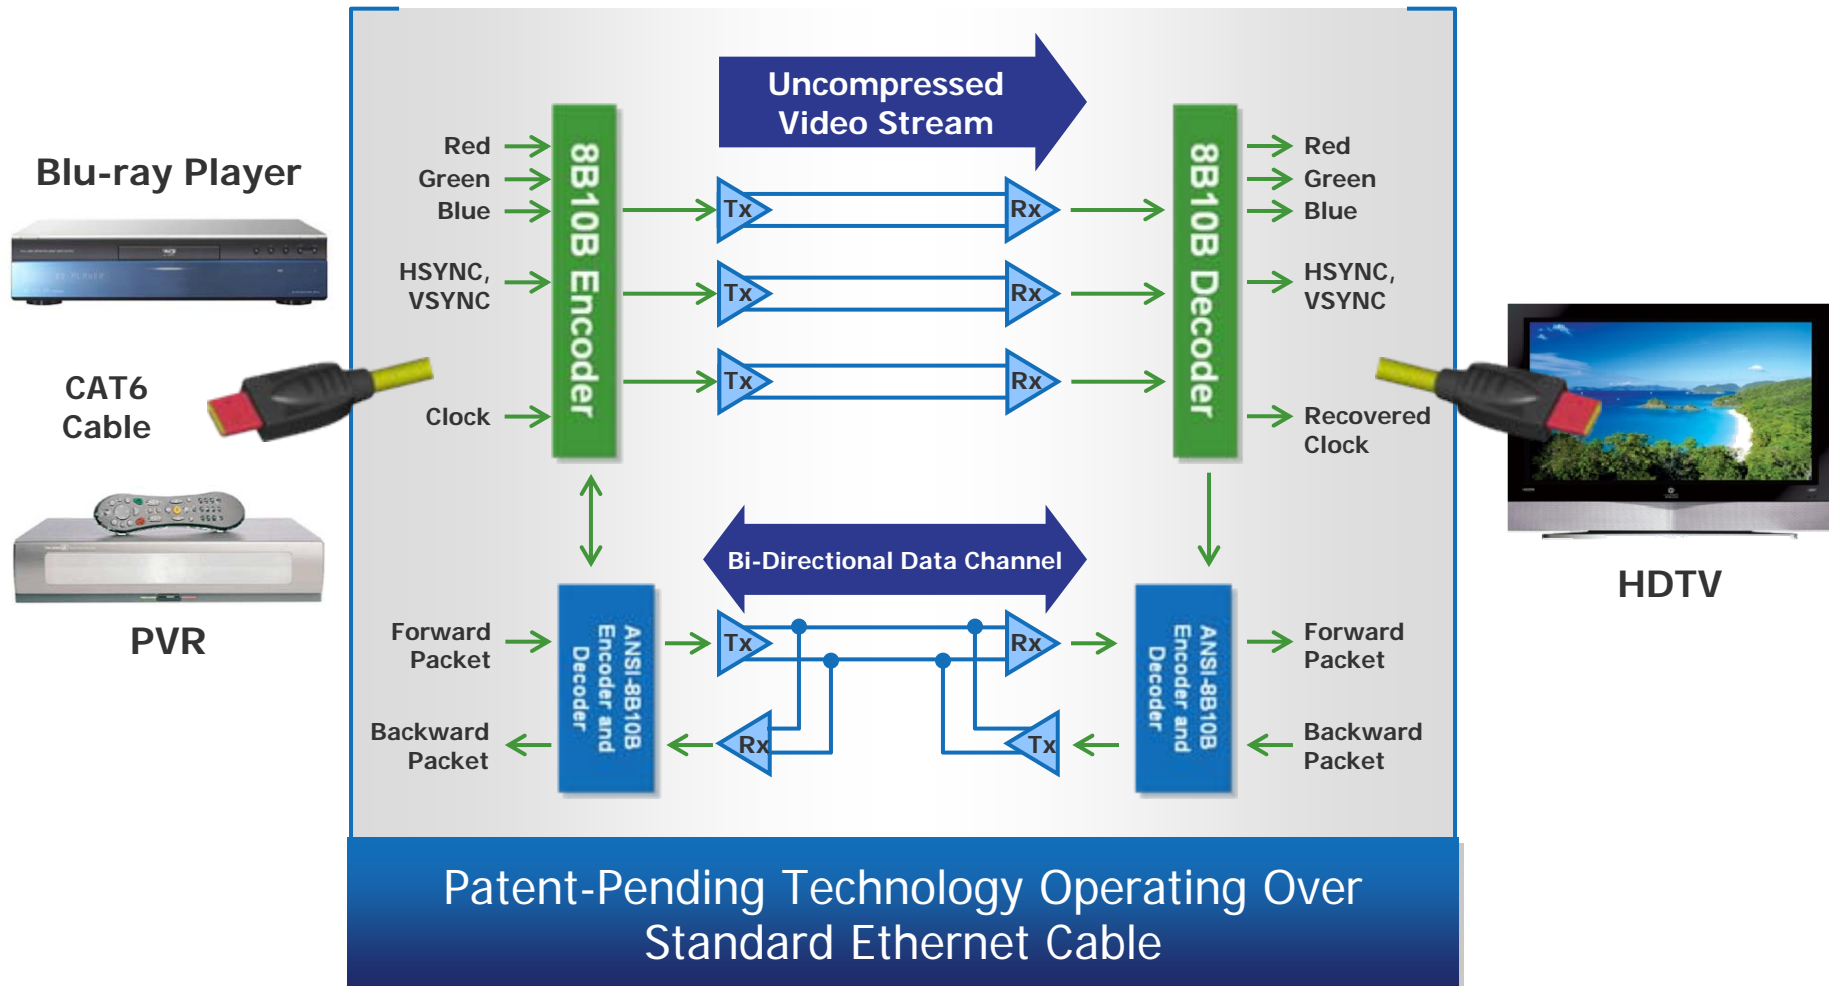 Uncompressed
Video Stream
Blu-ray Player
CAT6
Cable
PVR
Red
Green
Blue
HSYNC,
VSYNC
Clock
8B10B Encoder
Tx
Rx
Tx
Rx
Tx
Rx
8B10B Decoder
Red
Green
Blue
HSYNC,
VSYNC
Recovered
Clock
HDTV
Bi-Directional Data Channel
Forward
Packet
Backward
Packet
ANSI-8B10B
Encoder and
Decoder
Tx
Rx
Rx
Tx
ANSI-8B10B
Encoder and
Decoder
Forward
Packet
Backward
Packet
Patent-Pending Technology Operating Over
Standard Ethernet Cable